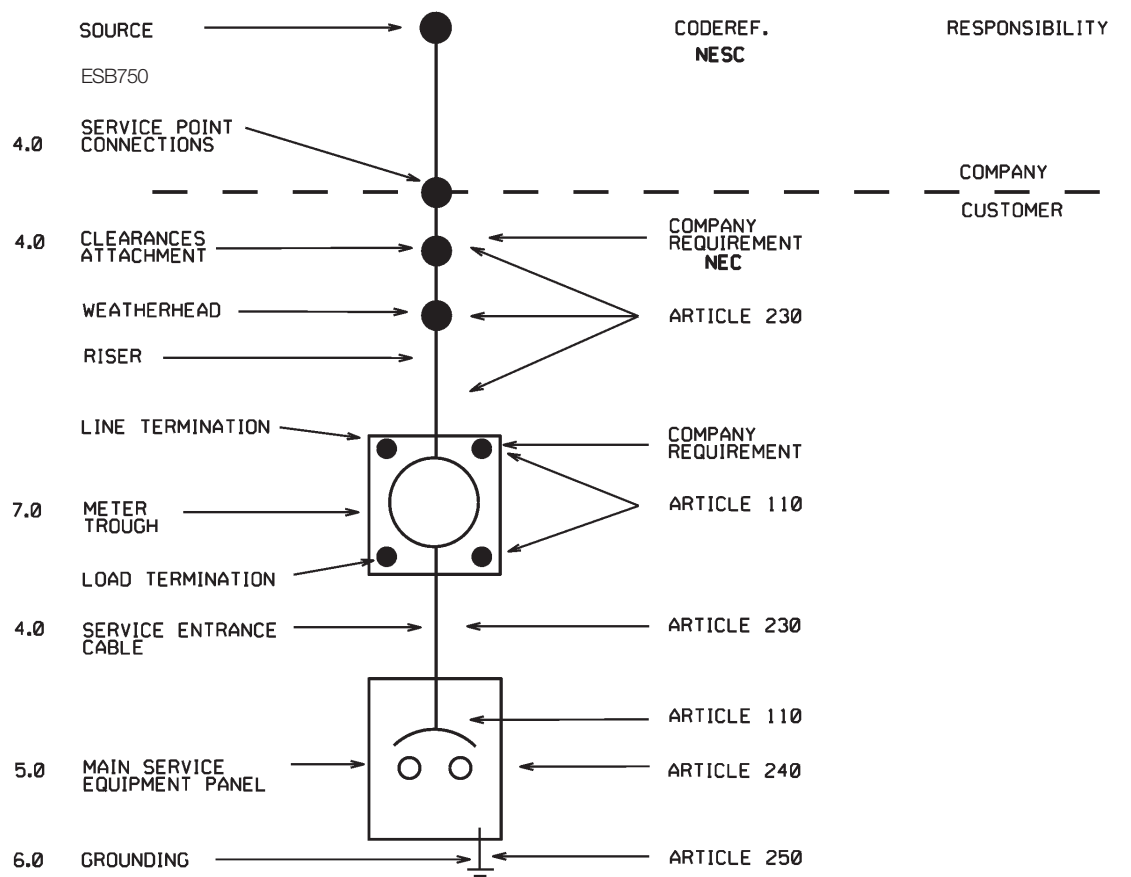 SOURCE
CODEREF.
RESPONSIBILITY
NESC
ESB750
4.0
SERVICE POINT
CONNECTIONS
COMPANY
CUSTOMER
4.0
CLEARANCES
ATTACHMENT
COMPANY
REQUIREMENT
NEC
WEATHERHEAD
ARTICLE 230
RISER
LINE TERMINATION
COMPANY
REQUIREMENT
7.0
METER
TROUGH
ARTICLE 110
LOAD TERMINATION
4.0
SERVICE ENTRANCE
CABLE
ARTICLE 230
ARTICLE 110
5.0
MAIN SERVICE
EQUIPMENT PANEL
ARTICLE 240
6.0
GROUNDING
ARTICLE 250